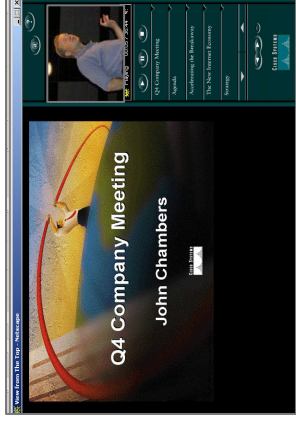 View from The Top - Netscape
Q4 Company Meeting
John Chambers
CISCO SYSTEMS
Playing
Q4 Company Meeting
Agenda
Accelerating the Breakaway
The New Internet Economy
Strategy
CISCO SYSTEMS